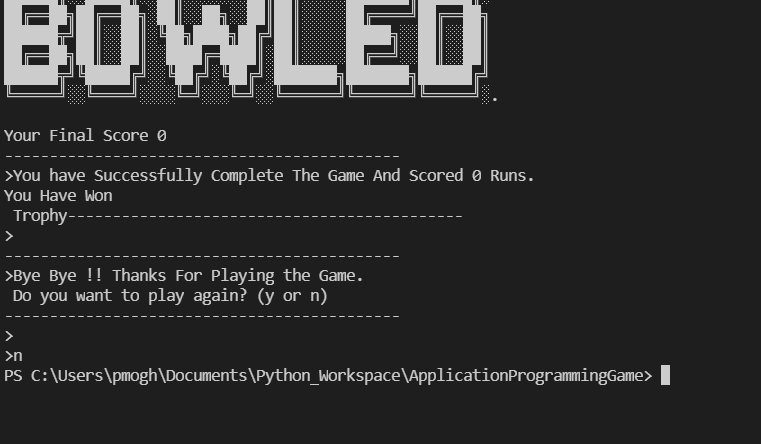 BOWLED.
Your Final Score 0
--------------------------------------------
>You have Successfully Complete The Game And Scored 0 Runs.
You Have Won
 Trophy--------------------------------------------
>
--------------------------------------------
>Bye Bye !! Thanks For Playing the Game.
 Do you want to play again? (y or n)
--------------------------------------------
>
>n
PS C:\Users\pmogh\Documents\Python_Workspace\ApplicationProgrammingGame>